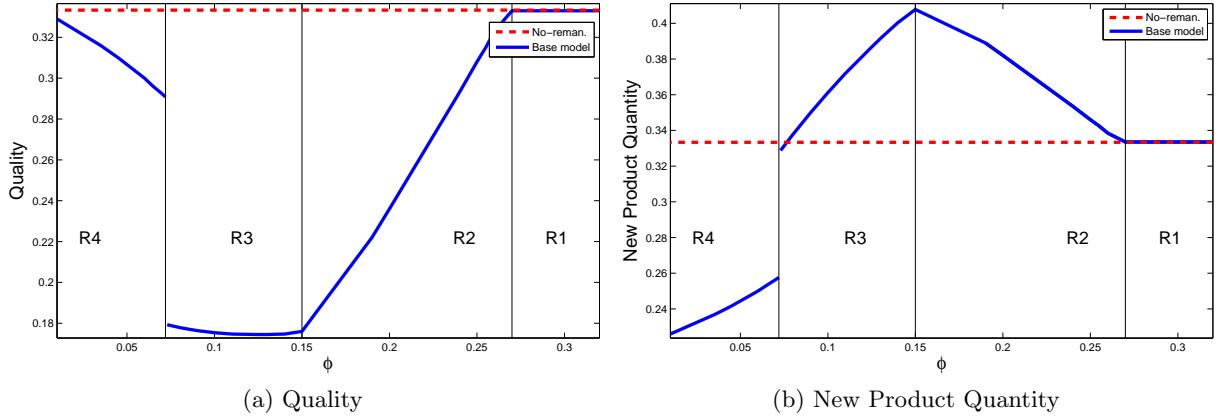 No−reman.
Base model
0.32
0.3
0.28
0.26
0.24
0.22
0.2
0.18
Quality
R4
R3
R2
R1
0.05
0.1
0.15
0.2
0.25
0.3
ϕ
(a) Quality
No−reman.
Base model
0.4
0.38
0.36
0.34
0.32
0.3
0.28
0.26
0.24
New Product Quantity
R4
R3
R2
R1
0.05
0.1
0.15
0.2
0.25
0.3
ϕ
(b) New Product Quantity